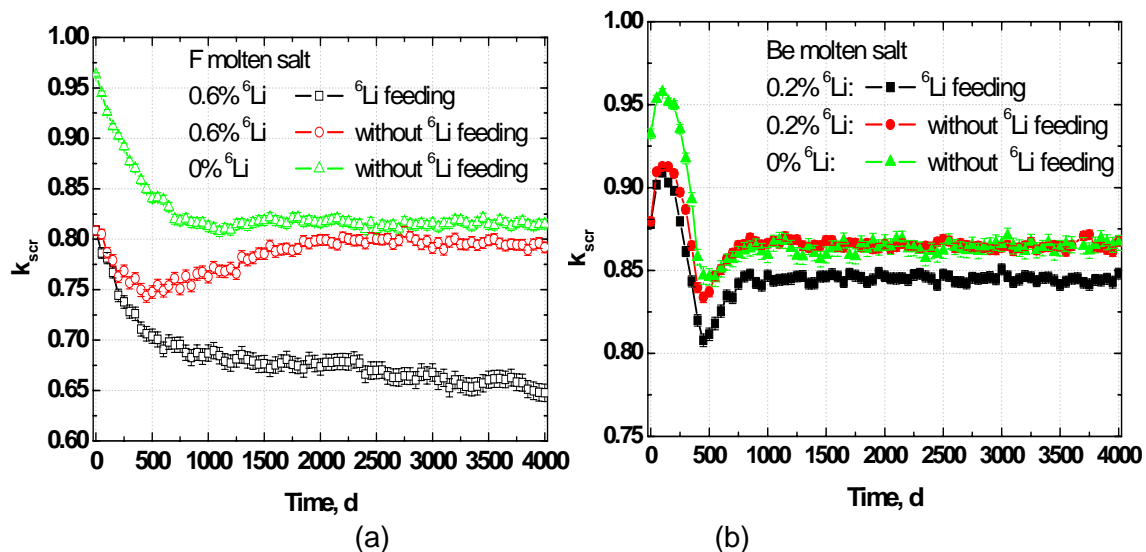 1.00
0.95
0.90
0.85
0.80
0.75
0.70
0.65
0.60
k_scr
F molten salt
0.6% ⁶Li ⁶Li feeding
0.6% ⁶Li without ⁶Li feeding
0% ⁶Li without ⁶Li feeding
0 500 1000 1500 2000 2500 3000 3500 4000
Time, d
(a)
1.00
0.95
0.90
0.85
0.80
0.75
k_scr
Be molten salt
0.2% ⁶Li: ⁶Li feeding
0.2% ⁶Li: without ⁶Li feeding
0% ⁶Li: without ⁶Li feeding
0 500 1000 1500 2000 2500 3000 3500 4000
Time, d
(b)